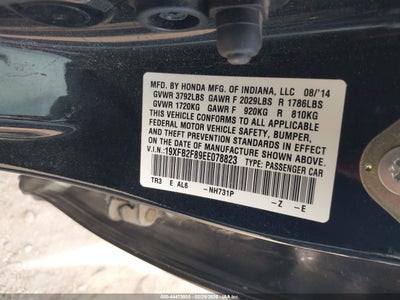 MFD. BY HONDA MFG. OF INDIANA, LLC 08/'14
GVWR 3792LBS GAWR F 2029LBS R 1786LBS
GVWR 1720KG GAWR F 920KG R 810KG
THIS VEHICLE CONFORMS TO ALL APPLICABLE
FEDERAL MOTOR VEHICLE SAFETY, BUMPER,
AND THEFT PREVENTION STANDARDS IN EFFECT
ON THE DATE OF MANUFACTURE SHOWN ABOVE.
V.I.N.:19XFB2F89EE078823 TYPE: PASSENGER CAR
TR3 E AL6 -NH731P -Z -E